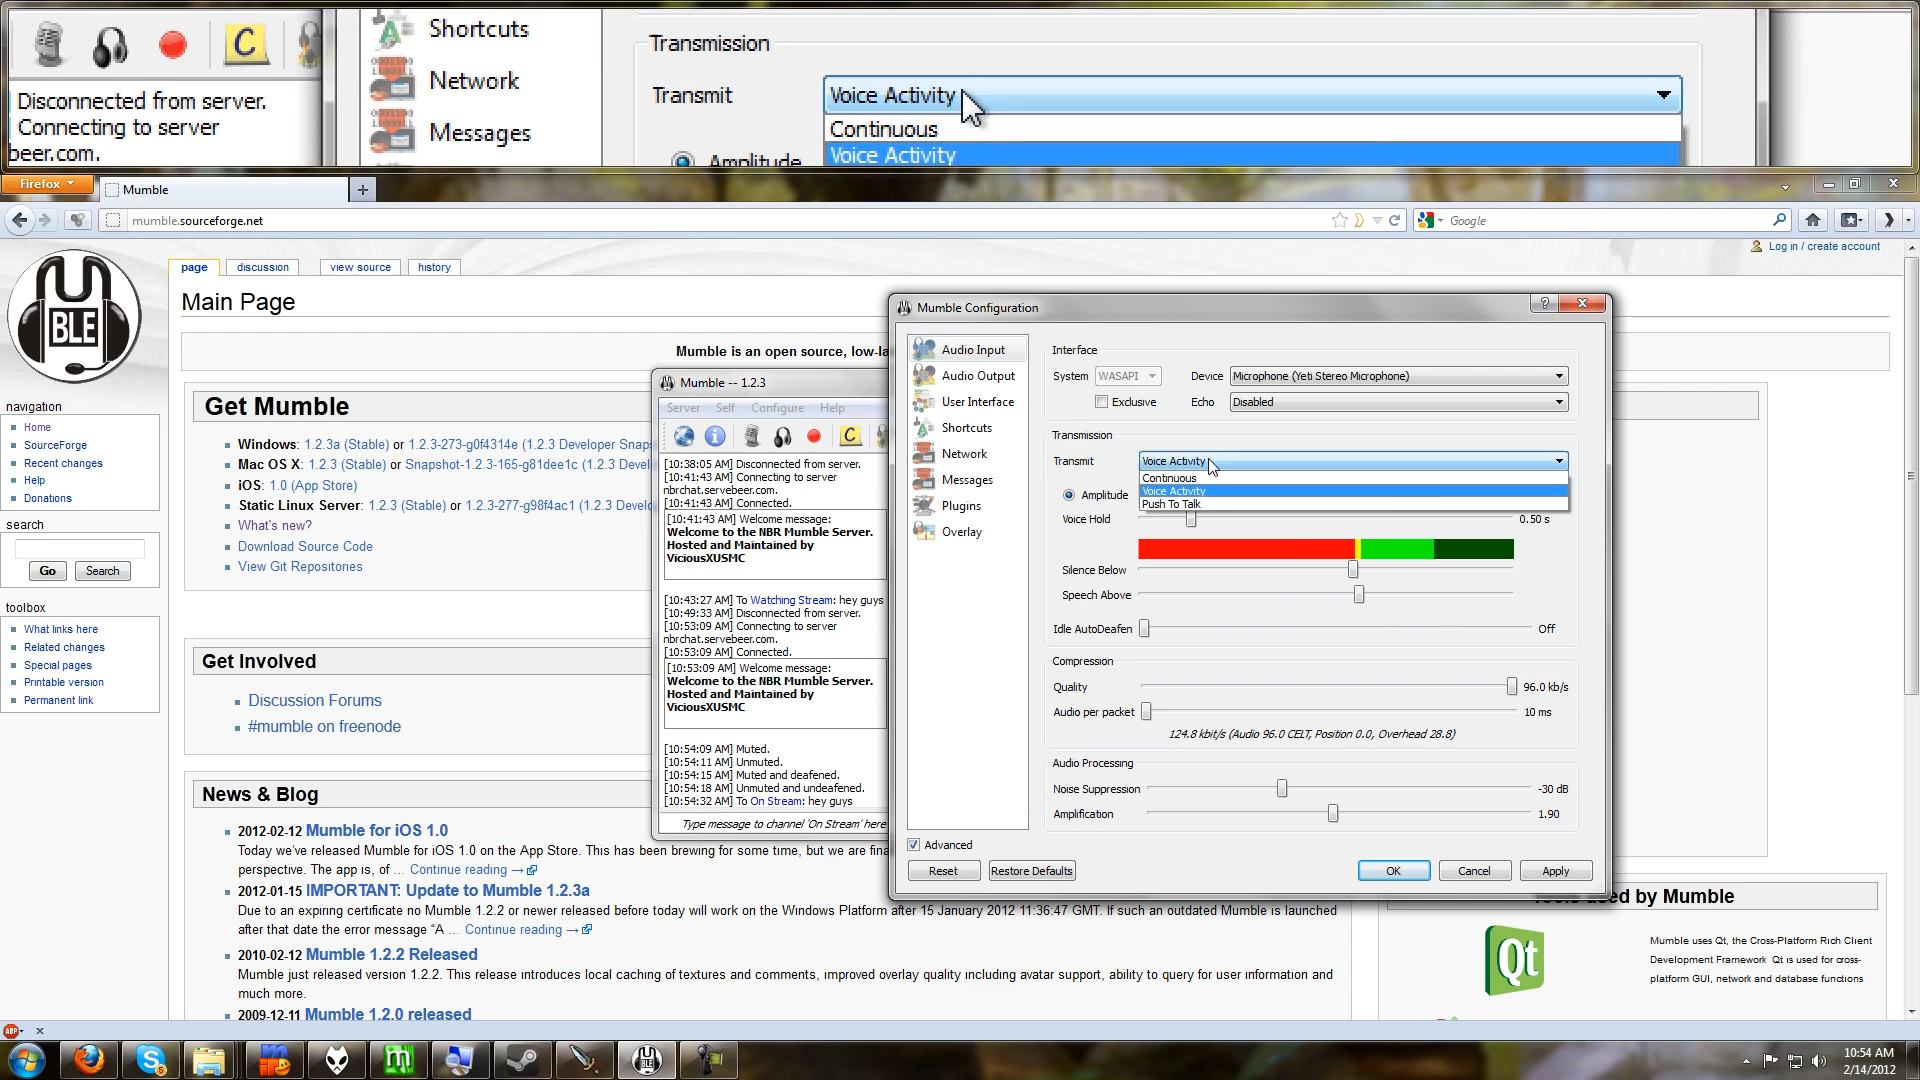 Shortcuts
Network
Messages
Disconnected from server.
Connecting to server
beer.com.
C
Transmission
Transmit
Voice Activity
Continuous
Voice Activity
Amplitude
Firefox
Mumble
mumble.sourceforge.net
Google
Log in / create account
BLE
page
discussion
view source
history
Main Page
Mumble is an open source, low-la
navigation
Home
SourceForge
Recent changes
Help
Donations
search
Go
Search
toolbox
What links here
Related changes
Special pages
Printable version
Permanent link
Get Mumble
Windows: 1.2.3a (Stable) or 1.2.3-273-g0f4314e (1.2.3 Developer Snaps
Mac OS X: 1.2.3 (Stable) or Snapshot-1.2.3-165-g81dee1c (1.2.3 Devel
iOS: 1.0 (App Store)
Static Linux Server: 1.2.3 (Stable) or 1.2.3-277-g98f4ac1 (1.2.3 Develo
What's new?
Download Source Code
View Git Repositories
Get Involved
Discussion Forums
#mumble on freenode
News & Blog
2012-02-12 Mumble for iOS 1.0
Today we've released Mumble for iOS 1.0 on the App Store. This has been brewing for some time, but we are fina
perspective. The app is, of ... Continue reading →
2012-01-15 IMPORTANT: Update to Mumble 1.2.3a
Due to an expiring certificate no Mumble 1.2.2 or newer released before today will work on the Windows Platform after 15 January 2012 11:36:47 GMT. If such an outdated Mumble is launched
after that date the error message "A ... Continue reading →
2010-02-12 Mumble 1.2.2 Released
Mumble just released version 1.2.2. This release introduces local caching of textures and comments, improved overlay quality including avatar support, ability to query for user information and
much more.
2009-12-11 Mumble 1.2.0 released
Mumble -- 1.2.3
Server Self Configure Help
C
[10:38:05 AM] Disconnected from server.
[10:41:43 AM] Connecting to server
nbrchat.servebeer.com.
[10:41:43 AM] Connected.
[10:41:43 AM] Welcome message:
Welcome to the NBR Mumble Server.
Hosted and Maintained by
ViciousXUSMC
[10:43:27 AM] To Watching Stream: hey guys
[10:49:33 AM] Disconnected from server.
[10:53:09 AM] Connecting to server
nbrchat.servebeer.com.
[10:53:09 AM] Connected.
[10:53:09 AM] Welcome message:
Welcome to the NBR Mumble Server.
Hosted and Maintained by
ViciousXUSMC
[10:54:09 AM] Muted.
[10:54:11 AM] Unmuted.
[10:54:15 AM] Muted and deafened.
[10:54:18 AM] Unmuted and undeafened.
[10:54:32 AM] To On Stream: hey guys
Type message to channel 'On Stream' here
Mumble Configuration
Audio Input
Audio Output
User Interface
Shortcuts
Network
Messages
Plugins
Overlay
Interface
System WASAPI Device Microphone (Yeti Stereo Microphone)
Exclusive Echo Disabled
Transmission
Transmit Voice Activity
Continuous
Voice Activity
Push To Talk
Amplitude
Voice Hold 0.50 s
Silence Below
Speech Above
Idle AutoDeafen Off
Compression
Quality 96.0 kb/s
Audio per packet 10 ms
124.8 kbit/s (Audio 96.0 CELT, Position 0.0, Overhead 28.8)
Audio Processing
Noise Suppression -30 dB
Amplification 1.90
Advanced
Reset Restore Defaults OK Cancel Apply
ed by Mumble
Qt
Mumble uses Qt, the Cross-Platform Rich Client
Development Framework. Qt is used for cross-
platform GUI, network and database functions
ABP
10:54 AM
2/14/2012